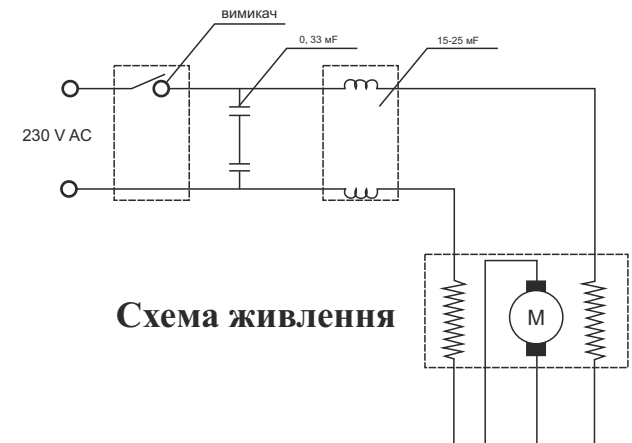 вимикач
0, 33 мF
15-25 мF
230 V AC
Схема живлення
M